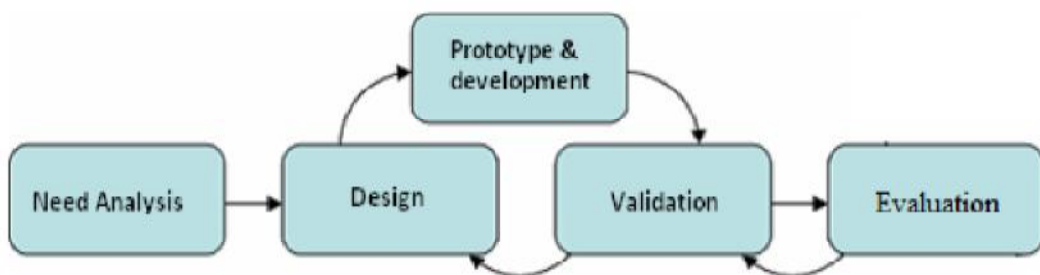 Prototype &
development
Need Analysis
Design
Validation
Evaluation